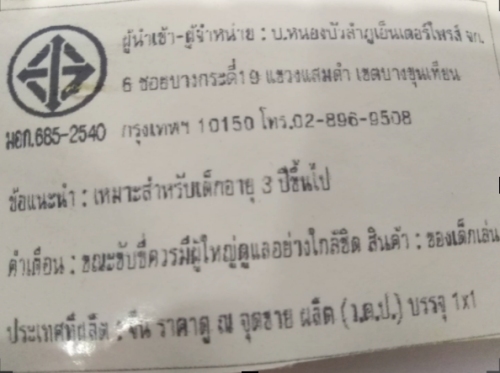 ผู้นำเข้า-ผู้จำหน่าย : บ.หนองบัวลำภูเอ็นเตอร์ไพรส์ จก.
6 ซอยบางกระดี่19 แขวงแสมดำ เขตบางขุนเทียน
มอก.685-2540 กรุงเทพฯ 10150 โทร.02-896-9508
ข้อแนะนำ : เหมาะสำหรับเด็กอายุ 3 ปีขึ้นไป
คำเตือน : ขณะขับขี่ควรมีผู้ใหญ่ดูแลอย่างใกล้ชิด สินค้า : ของเด็กเล่น
ประเทศที่ผลิต : จีน ราคาดู ณ จุดขาย ผลิต (ว.ด.ป.) บรรจุ 1x1